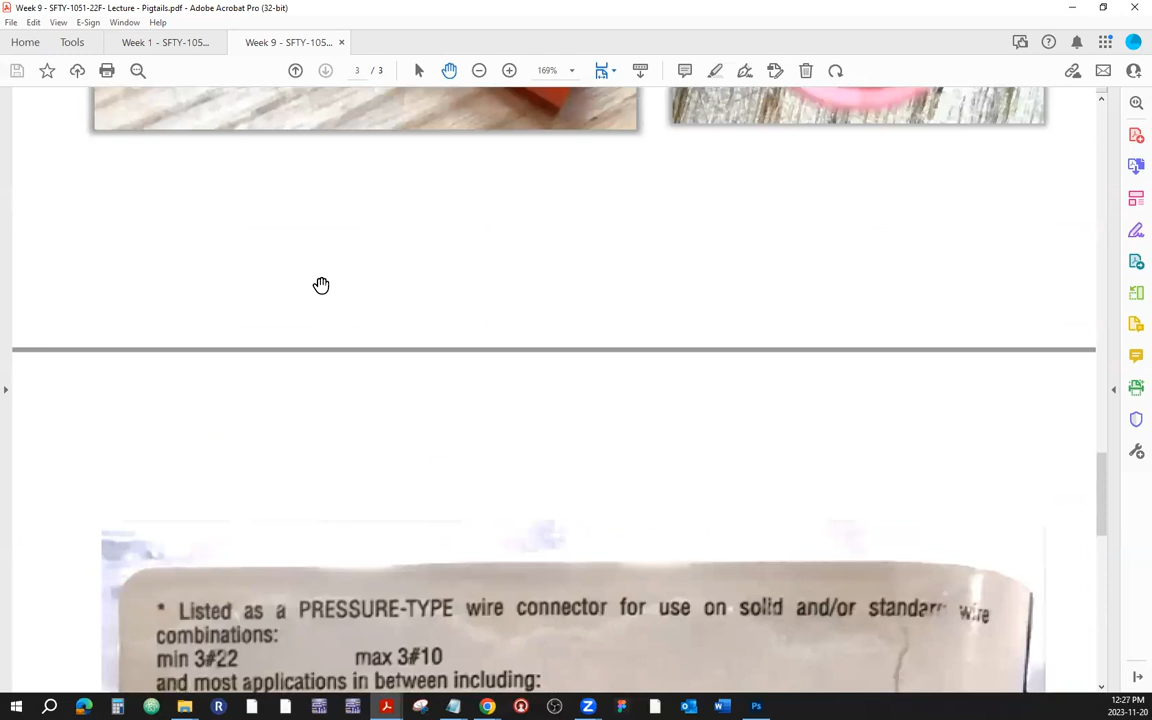 Week 9 - SFTY-1051-22F- Lecture - Pigtails.pdf - Adobe Acrobat Pro (32-bit)
File Edit View E-Sign Window Help
Home Tools Week 1 - SFTY-105... Week 9 - SFTY-105... ×
3 / 3 169%
* Listed as a PRESSURE-TYPE wire connector for use on solid and/or standard wire
combinations:
min 3#22 max 3#10
and most applications in between including:
12:27 PM
2023-11-20